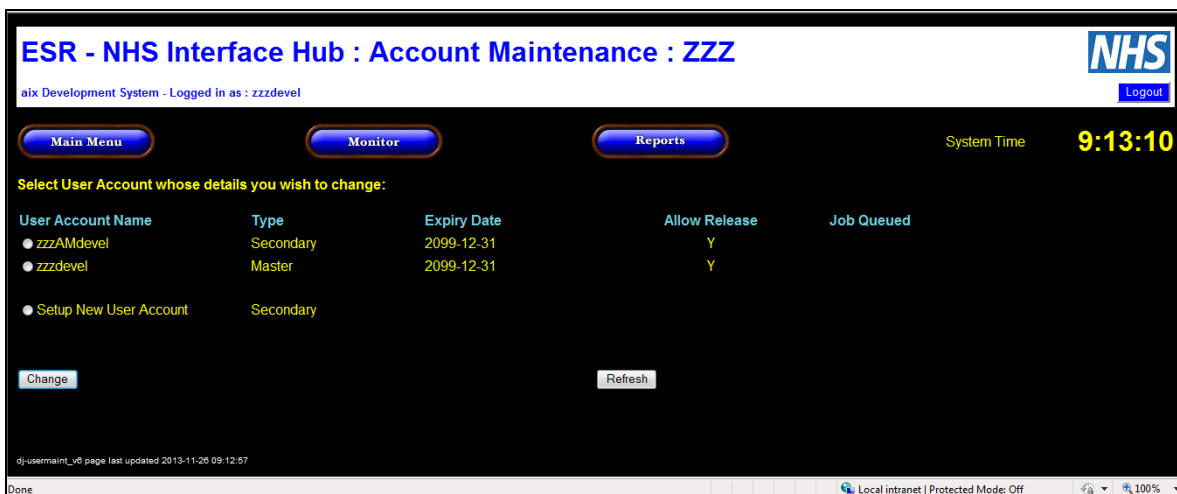 ESR - NHS Interface Hub : Account Maintenance : ZZZ
NHS
aix Development System - Logged in as : zzzdevel
Logout
Main Menu Monitor Reports System Time 9:13:10
Select User Account whose details you wish to change:
User Account Name Type Expiry Date Allow Release Job Queued
zzzAMdevel Secondary 2099-12-31 Y
zzzdevel Master 2099-12-31 Y
Setup New User Account Secondary
Change Refresh
dj-usermaint_v6 page last updated 2013-11-26 09:12:57
Done Local intranet | Protected Mode: Off 100%